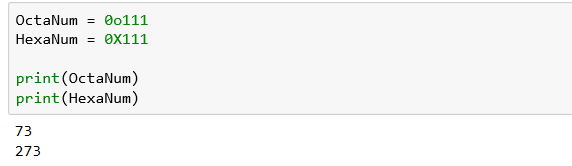 OctaNum = 0o111
HexaNum = 0X111
print(OctaNum)
print(HexaNum)
73
273